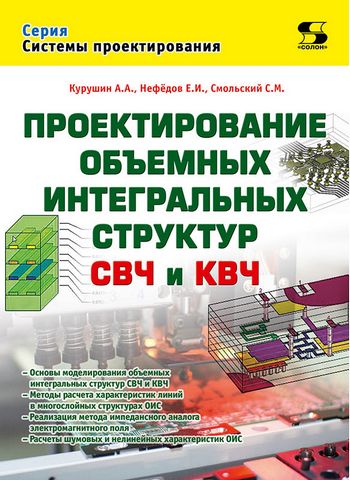 Серия
Системы проектирования
«СОЛОН»
Курушин А.А., Нефёдов Е.И., Смольский С.М.
ПРОЕКТИРОВАНИЕ
ОБЪЕМНЫХ
ИНТЕГРАЛЬНЫХ
СТРУКТУР
СВЧ и КВЧ
– Основы моделирования объемных
интегральных структур СВЧ и КВЧ
– Методы расчета характеристик линий
в многослойных структурах ОИС
– Реализация метода импедансного аналога
электромагнитного поля
– Расчеты шумовых и нелинейных характеристик ОИС